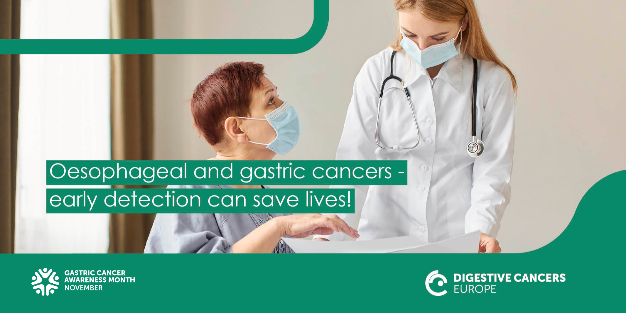 Oesophageal and gastric cancers -
early detection can save lives!
GASTRIC CANCER
AWARENESS MONTH
NOVEMBER
DIGESTIVE CANCERS
EUROPE